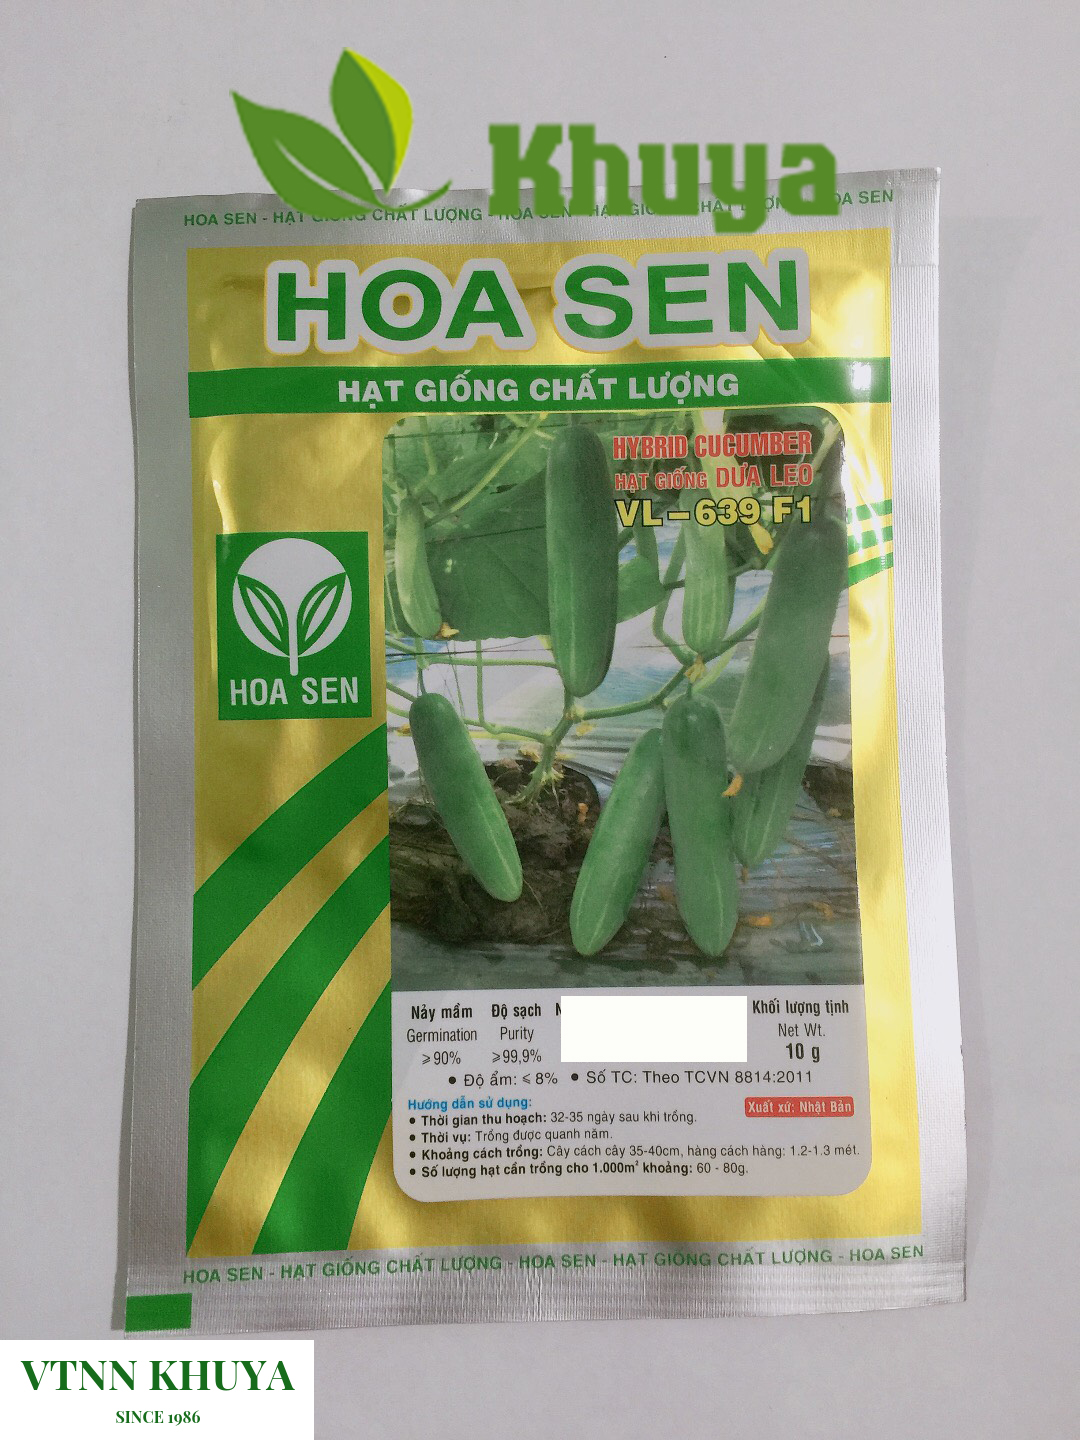 Khuya
HOA SEN - HẠT GIỐNG CHẤT LƯỢNG - HOA SEN - HẠT GIỐNG CHẤT LƯỢNG - HOA SEN
HOA SEN
HẠT GIỐNG CHẤT LƯỢNG
HYBRID CUCUMBER
HẠT GIỐNG DƯA LEO
VL-639 F1
HOA SEN
Nảy mầm Độ sạch Khối lượng tịnh
Germination Purity Net Wt.
⩾90% ⩾99,9% 10 g
• Độ ẩm: ⩽ 8% • Số TC: Theo TCVN 8814:2011
Hướng dẫn sử dụng: Xuất xứ: Nhật Bản
• Thời gian thu hoạch: 32-35 ngày sau khi trồng.
• Thời vụ: Trồng được quanh năm.
• Khoảng cách trồng: Cây cách cây 35-40cm, hàng cách hàng: 1.2-1.3 mét.
• Số lượng hạt cần trồng cho 1.000m² khoảng: 60 - 80g.
HOA SEN - HẠT GIỐNG CHẤT LƯỢNG - HOA SEN - HẠT GIỐNG CHẤT LƯỢNG - HOA SEN
VTNN KHUYA
SINCE 1986